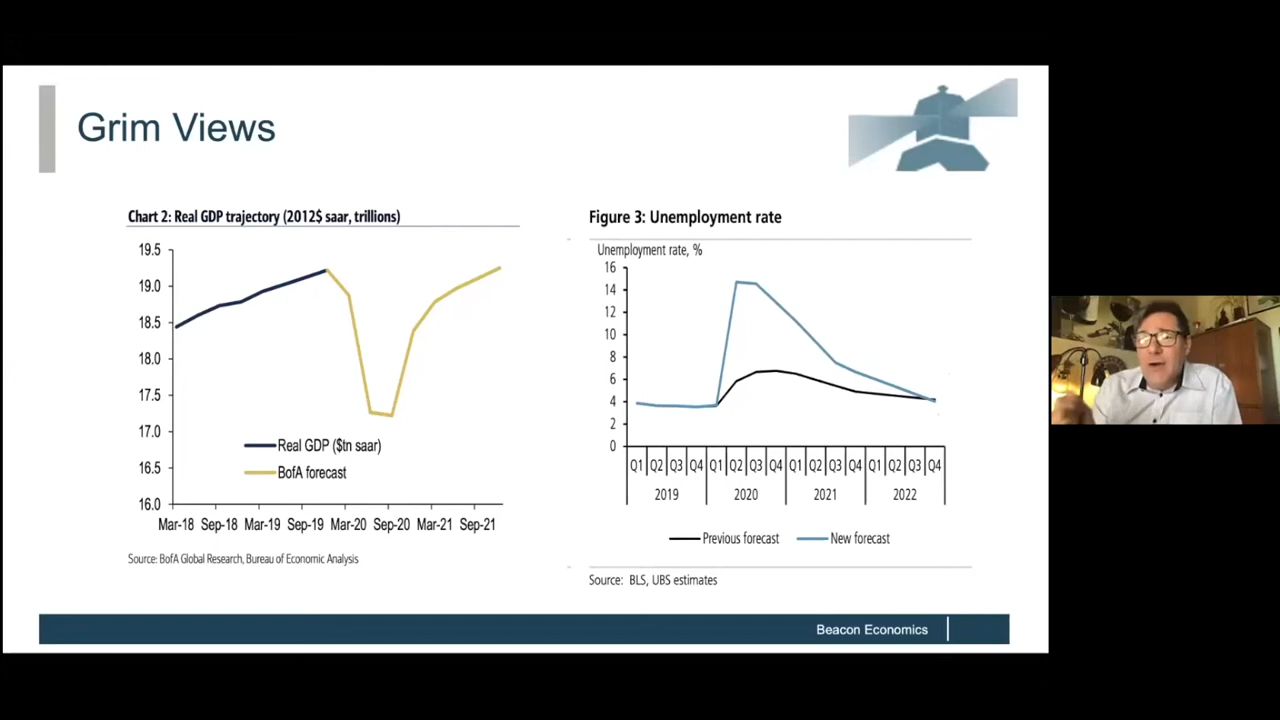 Grim Views
Chart 2: Real GDP trajectory (2012$ saar, trillions)
19.5
19.0
18.5
18.0
17.5
17.0
16.5
16.0
Real GDP ($tn saar)
BofA forecast
Mar-18 Sep-18 Mar-19 Sep-19 Mar-20 Sep-20 Mar-21 Sep-21
Source: BofA Global Research, Bureau of Economic Analysis
Figure 3: Unemployment rate
Unemployment rate, %
16
14
12
10
8
6
4
2
0
Q1 Q2 Q3 Q4 Q1 Q2 Q3 Q4 Q1 Q2 Q3 Q4 Q1 Q2 Q3 Q4
2019 2020 2021 2022
Previous forecast New forecast
Source: BLS, UBS estimates
Beacon Economics